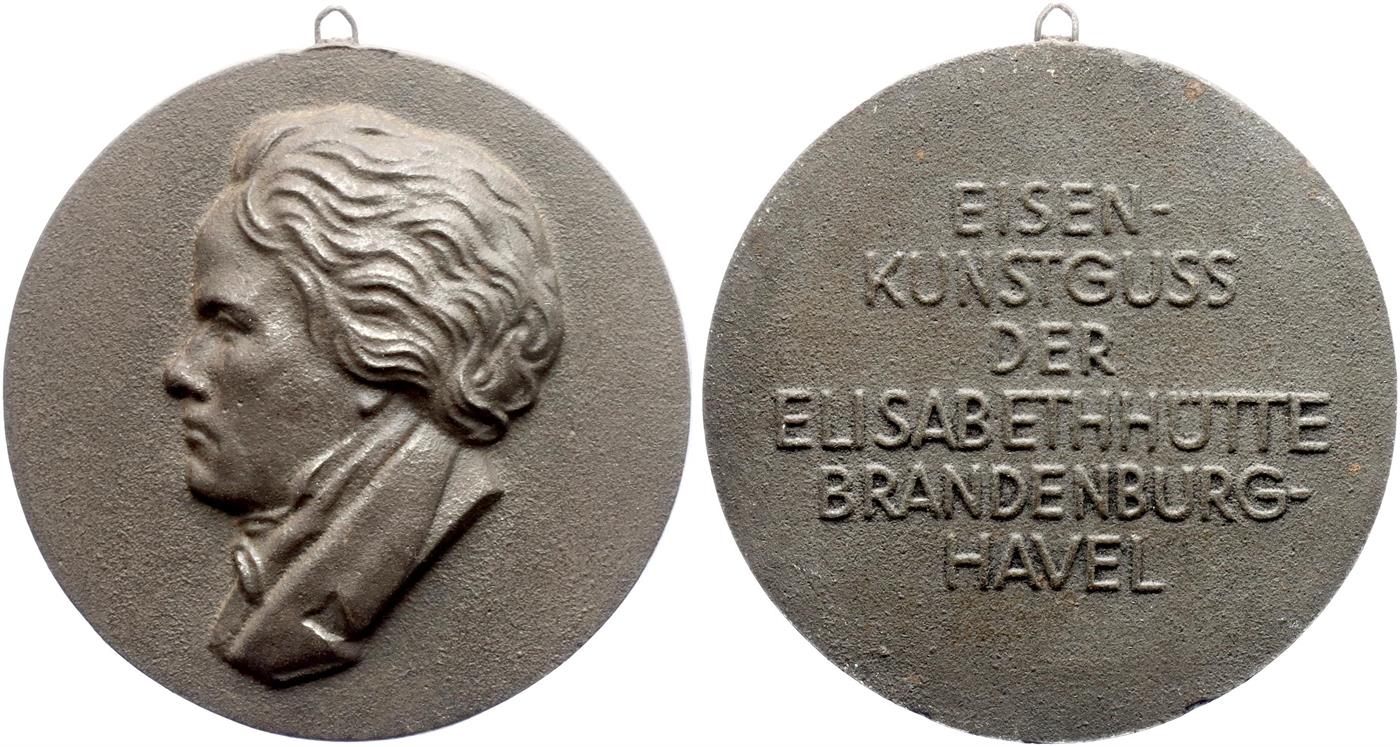 EISEN-
KUNSTGUSS
DER
ELISABETHHÜTTE
BRANDENBURG-
HAVEL